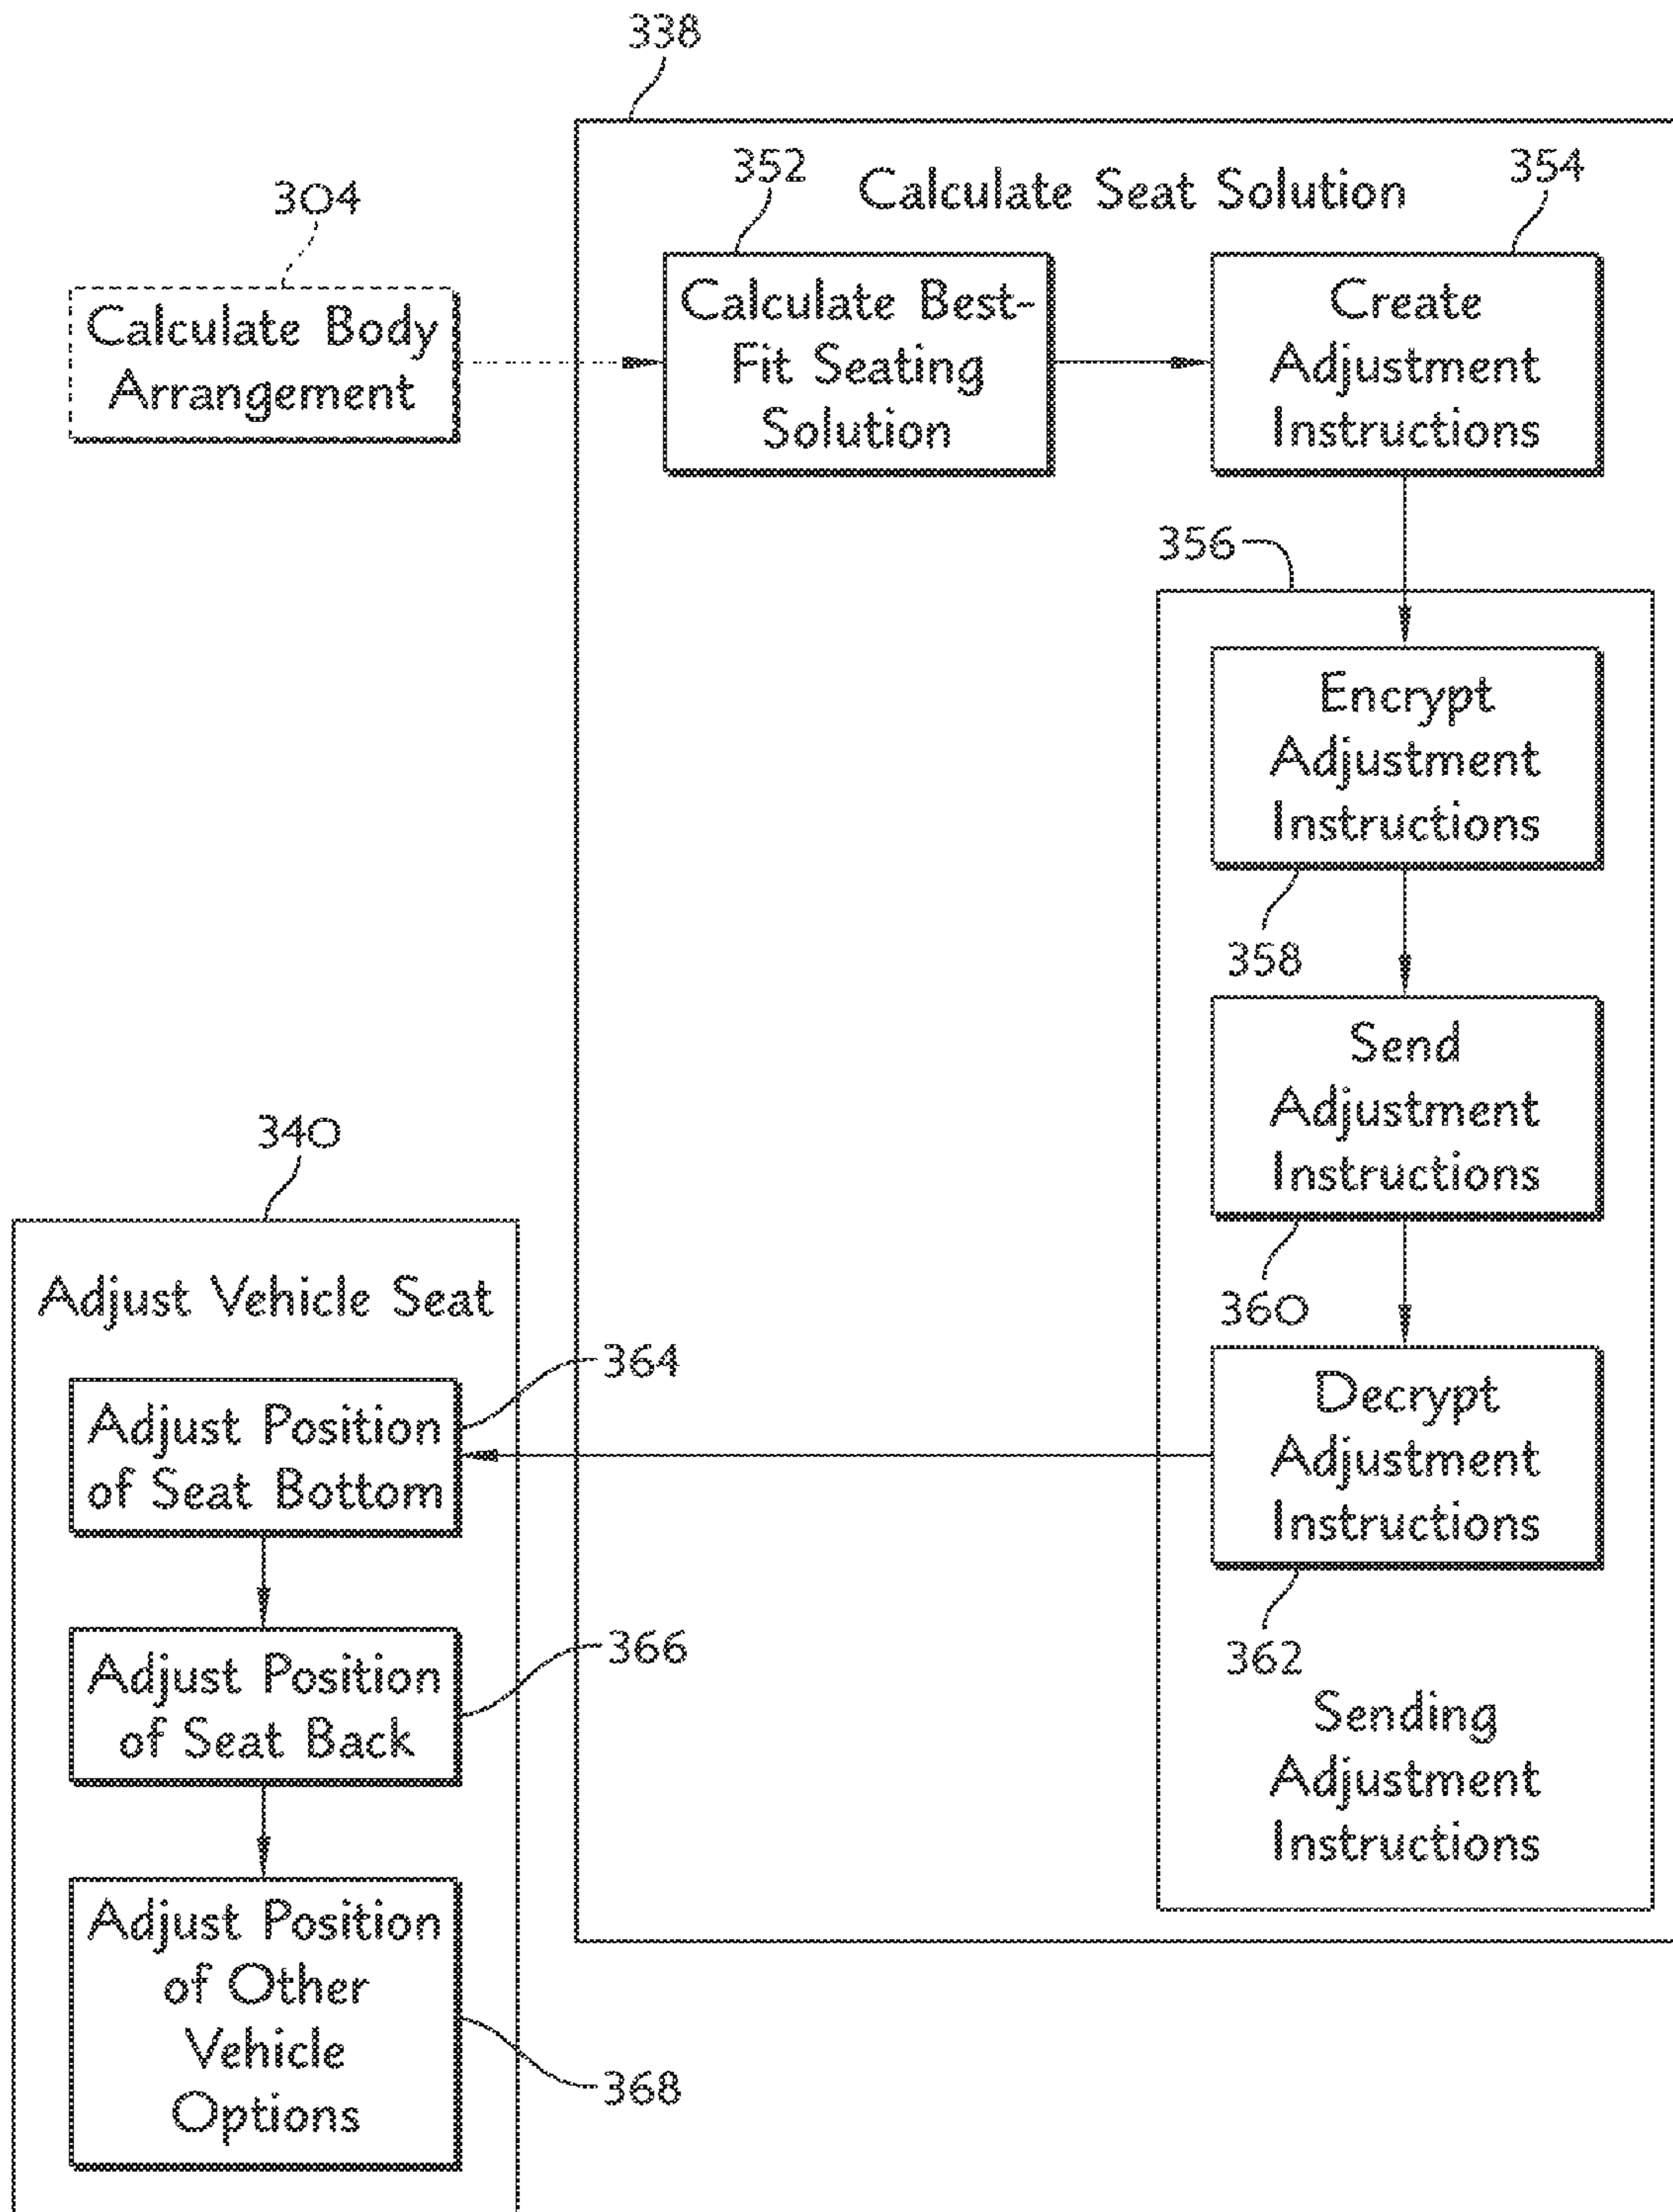 338
304
Calculate Body
Arrangement
Calculate Seat Solution
352
Calculate Best-
Fit Seating
Solution
354
Create
Adjustment
Instructions
356
Encrypt
Adjustment
Instructions
358
Send
Adjustment
Instructions
360
Decrypt
Adjustment
Instructions
362
Sending
Adjustment
Instructions
340
Adjust Vehicle Seat
364
Adjust Position
of Seat Bottom
366
Adjust Position
of Seat Back
Adjust Position
of Other
Vehicle
Options
368